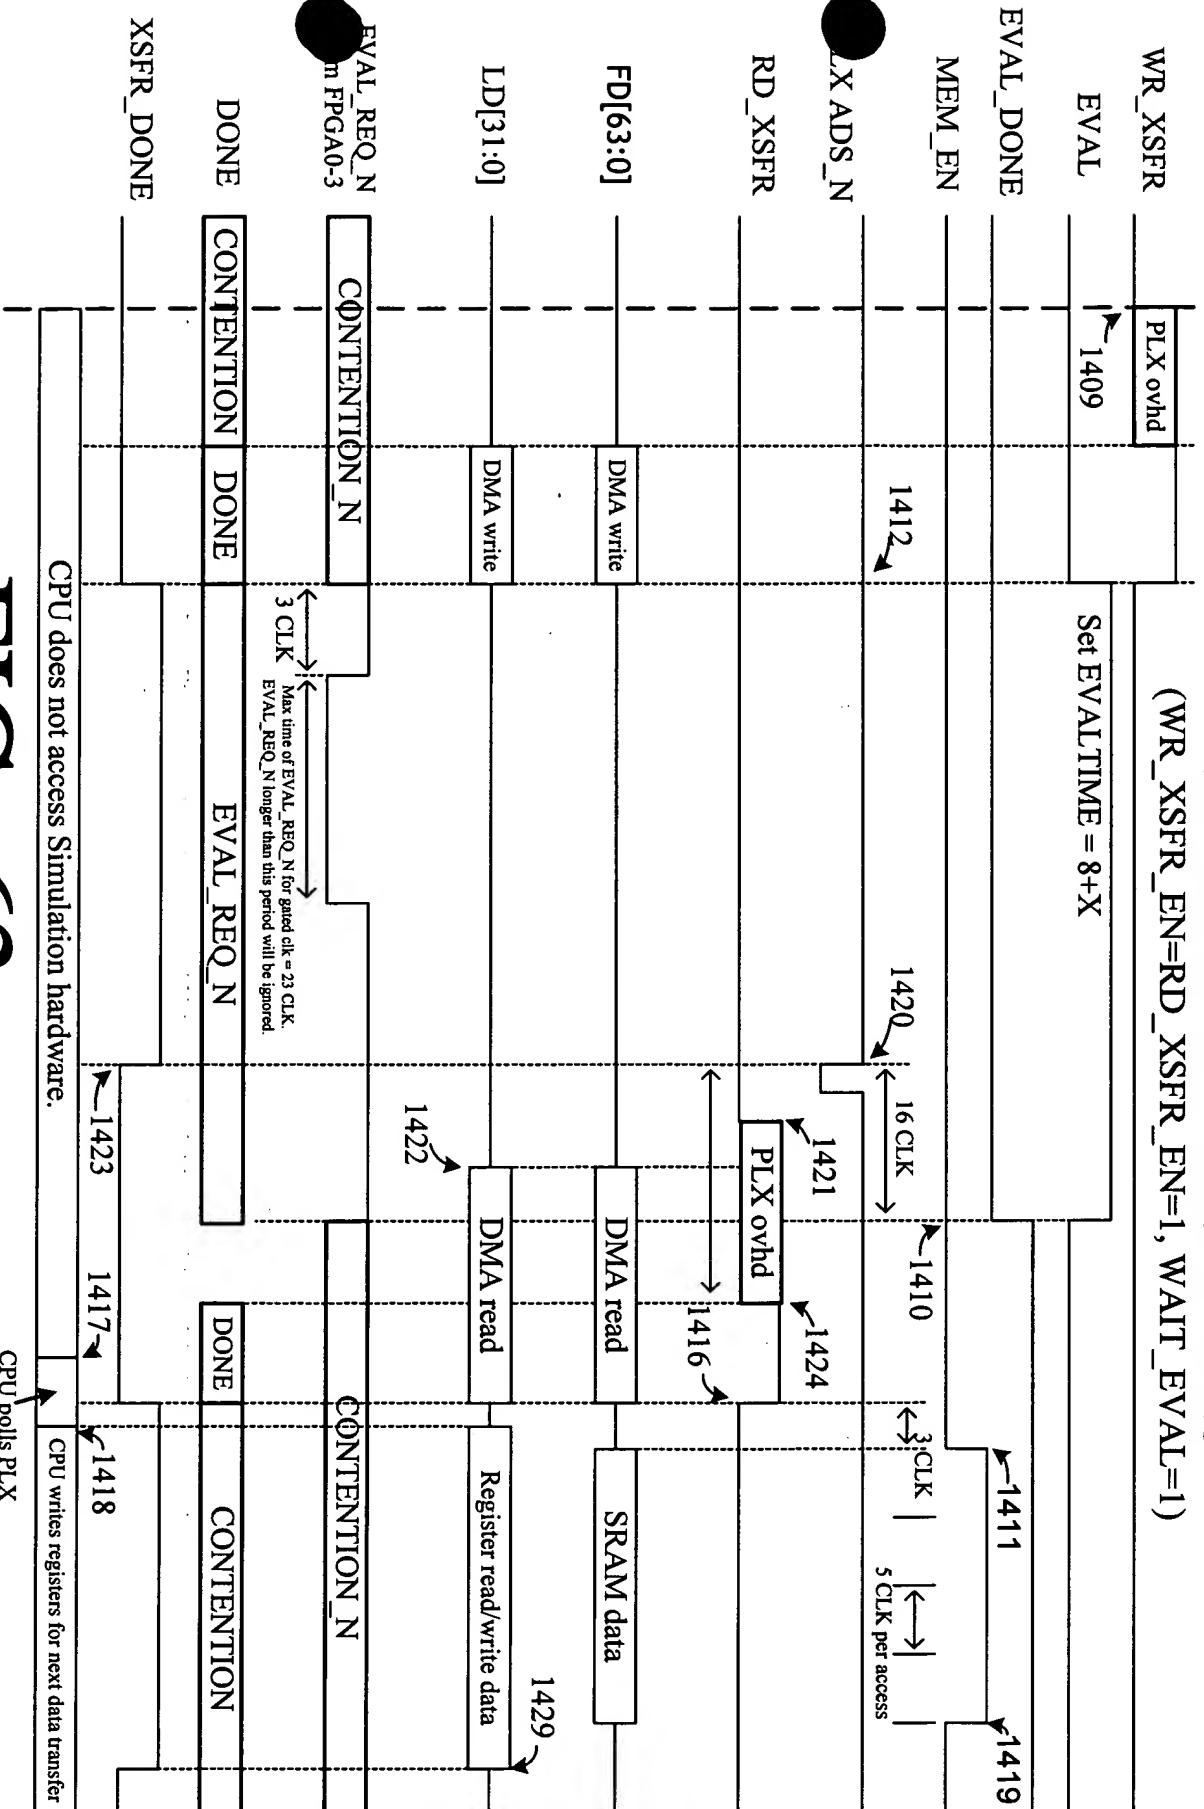 (WR_XSFR_EN=RD_XSFR_EN=1, WAIT_EVAL=1)
WR_XSFR
PLX ovhd
EVAL
1409
Set EVALTIME = 8+X
EVAL_DONE
MEM_EN
1410
1411
1419
LX ADS_N
1412
1420
16 CLK
3 CLK
5 CLK per access
RD_XSFR
1421
PLX ovhd
1424
1416
FD[63:0]
DMA write
DMA read
SRAM data
LD[31:0]
DMA write
1422
DMA read
Register read/write data
1429
EVAL_REQ_N
m FPGA0-3
CONTENTION_N
CONTENTION_N
3 CLK
Max time of EVAL_REQ_N for gated clk = 23 CLK.
EVAL_REQ_N longer than this period will be ignored.
DONE
CONTENTION
DONE
EVAL_REQ_N
DONE
CONTENTION
XSFR_DONE
1423
1417
1418
CPU does not access Simulation hardware.
CPU writes registers for next data transfer
CPU polls PLX